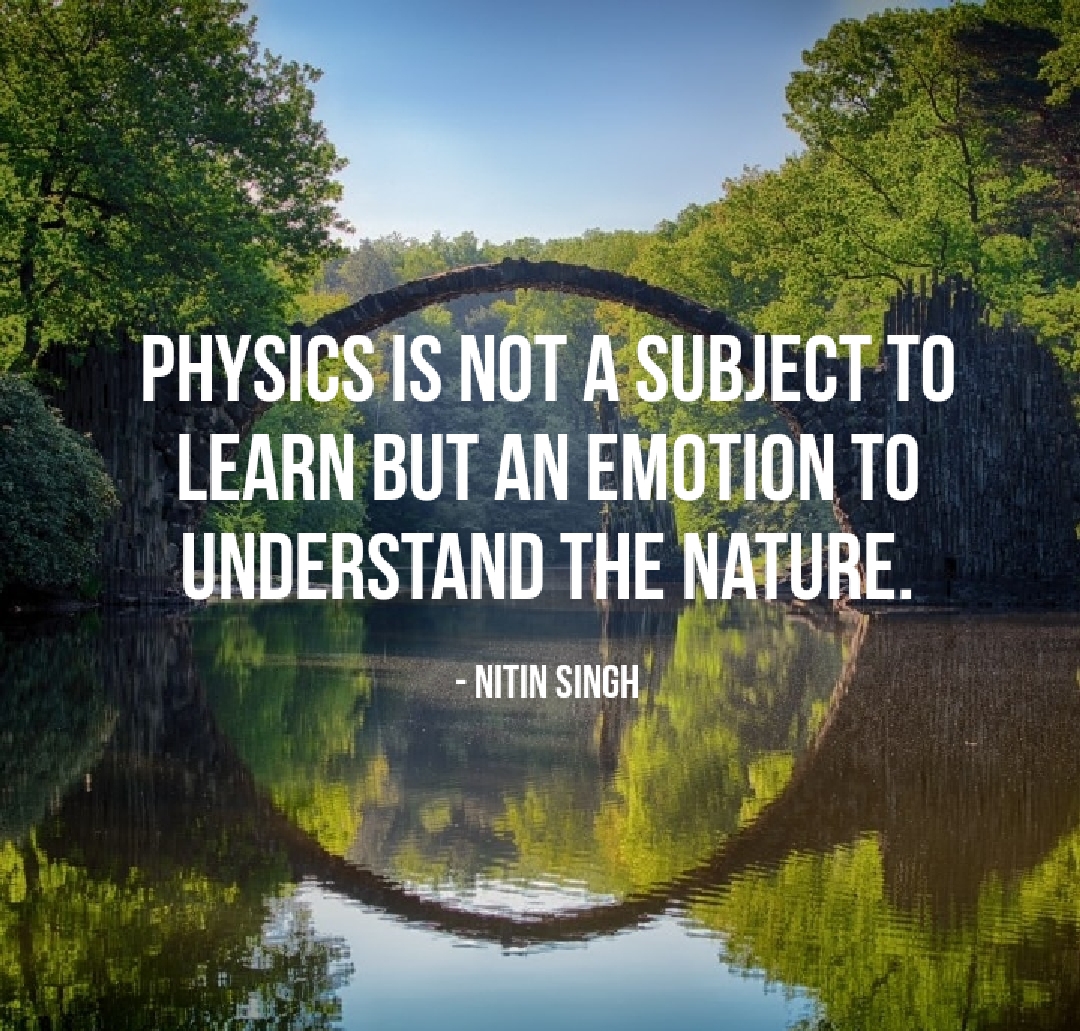 PHYSICS IS NOT A SUBJECT TO
LEARN BUT AN EMOTION TO
UNDERSTAND THE NATURE.
- NITIN SINGH